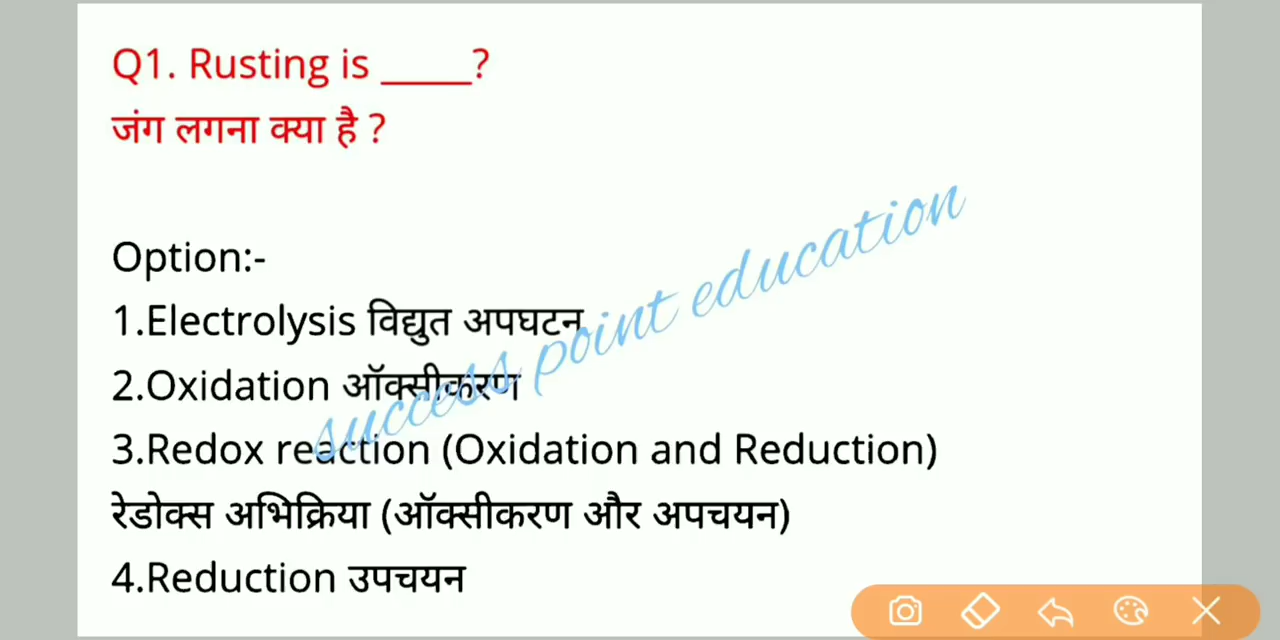 Q1. Rusting is _____?
जंग लगना क्या है ?
Option:-
1.Electrolysis विद्युत अपघटन
2.Oxidation ऑक्सीकरण
3.Redox reaction (Oxidation and Reduction)
रेडोक्स अभिक्रिया (ऑक्सीकरण और अपचयन)
4.Reduction उपचयन
success point education